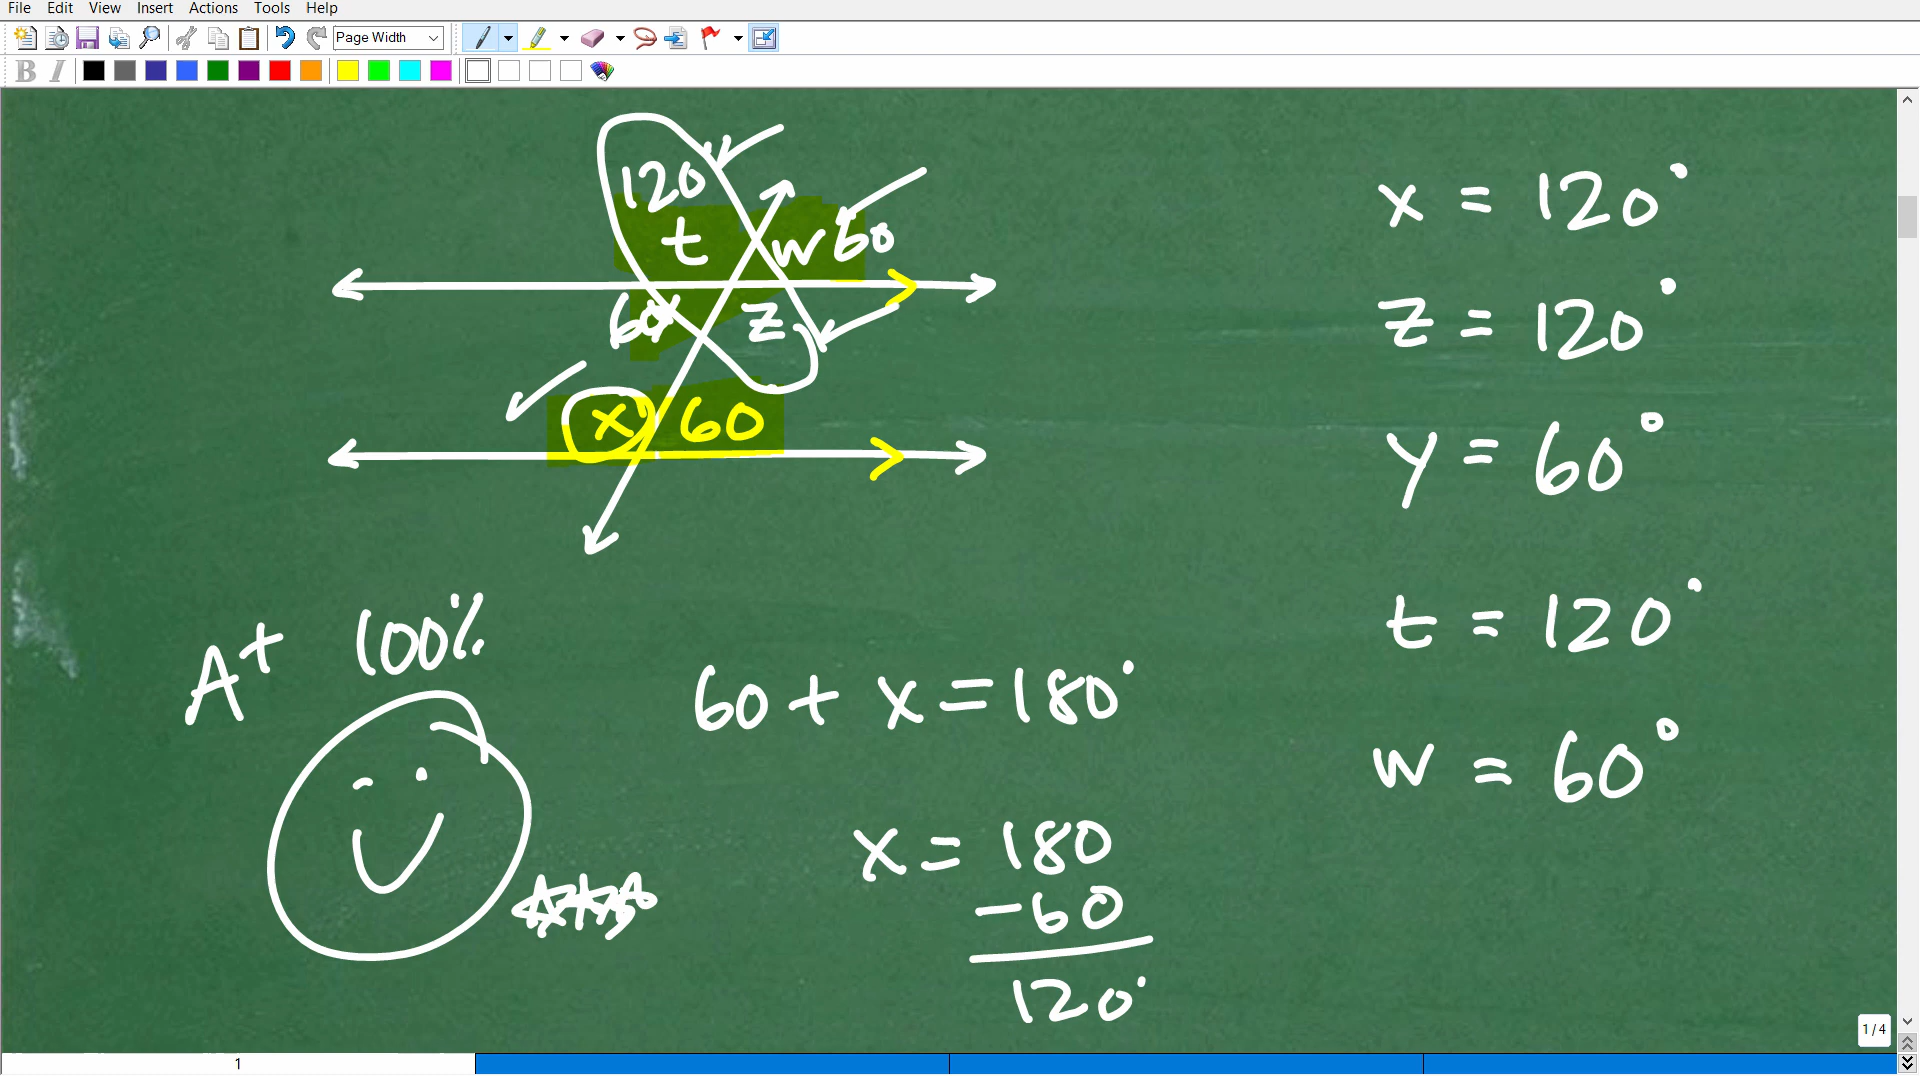 File Edit View Insert Actions Tools Help
Page Width
B I
120
t w 60
60 z
x 60
x = 120°
z = 120°
y = 60°
t = 120°
w = 60°
A+ 100%
60 + x = 180°
x = 180
- 60
120°
1 / 4
1